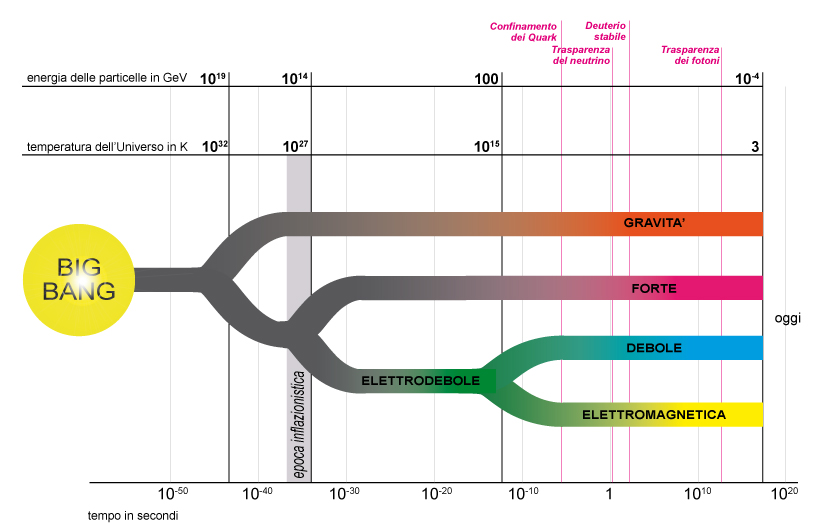 Confinamento
dei Quark
Deuterio
stabile
Trasparenza
del neutrino
Trasparenza
dei fotoni
energia delle particelle in GeV 10¹⁹ 10¹⁴ 100 10⁻⁴
temperatura dell'Universo in K 10³² 10²⁷ 10¹⁵ 3
GRAVITA'
BIG
BANG
FORTE
oggi
DEBOLE
ELETTRODEBOLE
ELETTROMAGNETICA
epoca inflazionistica
10⁻⁵⁰ 10⁻⁴⁰ 10⁻³⁰ 10⁻²⁰ 10⁻¹⁰ 1 10¹⁰ 10²⁰
tempo in secondi